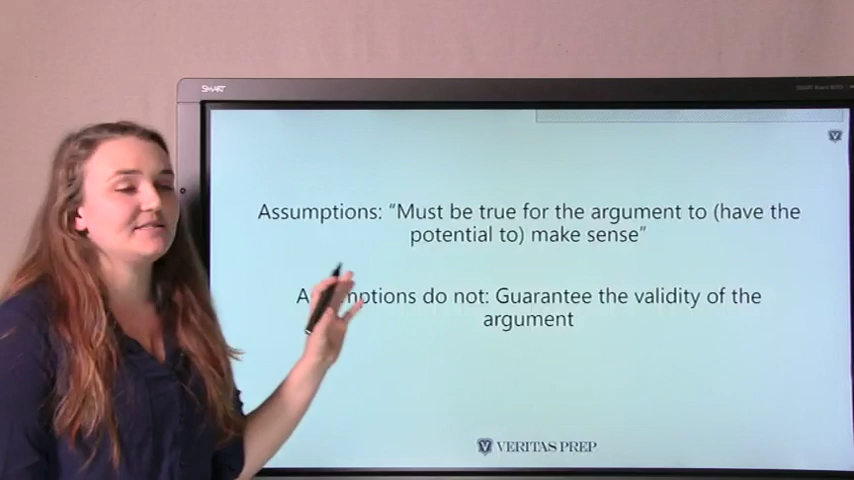 SMART
Assumptions: “Must be true for the argument to (have the
potential to) make sense”
A mptions do not: Guarantee the validity of the
argument
VERITAS PREP